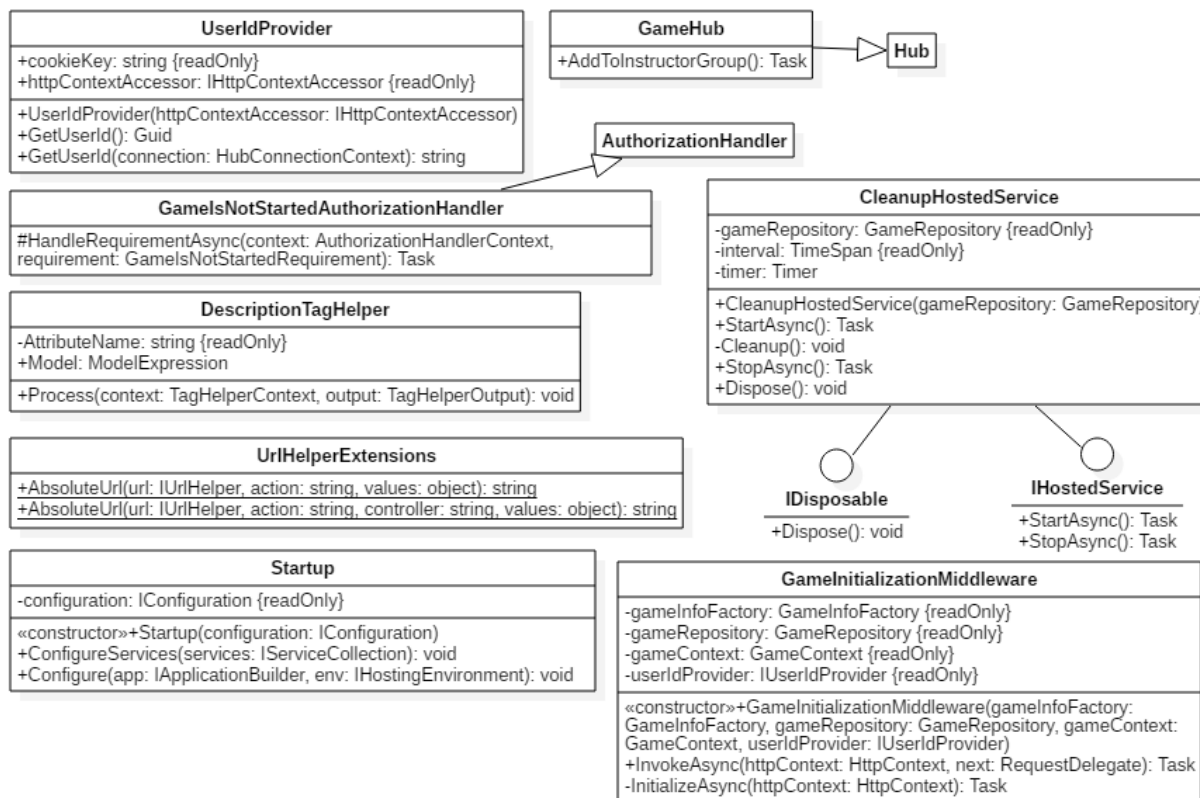 UserIdProvider
+cookieKey: string {readOnly}
+httpContextAccessor: IHttpContextAccessor {readOnly}
+UserIdProvider(httpContextAccessor: IHttpContextAccessor)
+GetUserId(): Guid
+GetUserId(connection: HubConnectionContext): string
GameHub
+AddToInstructorGroup(): Task
Hub
AuthorizationHandler
GameIsNotStartedAuthorizationHandler
#HandleRequirementAsync(context: AuthorizationHandlerContext,
requirement: GameIsNotStartedRequirement): Task
CleanupHostedService
-gameRepository: GameRepository {readOnly}
-interval: TimeSpan {readOnly}
-timer: Timer
+CleanupHostedService(gameRepository: GameRepository)
+StartAsync(): Task
-Cleanup(): void
+StopAsync(): Task
+Dispose(): void
DescriptionTagHelper
-AttributeName: string {readOnly}
+Model: ModelExpression
+Process(context: TagHelperContext, output: TagHelperOutput): void
UrlHelperExtensions
+AbsoluteUrl(url: IUrlHelper, action: string, values: object): string
+AbsoluteUrl(url: IUrlHelper, action: string, controller: string, values: object): string
IDisposable
+Dispose(): void
IHostedService
+StartAsync(): Task
+StopAsync(): Task
Startup
-configuration: IConfiguration {readOnly}
«constructor»+Startup(configuration: IConfiguration)
+ConfigureServices(services: IServiceCollection): void
+Configure(app: IApplicationBuilder, env: IHostingEnvironment): void
GameInitializationMiddleware
-gameInfoFactory: GameInfoFactory {readOnly}
-gameRepository: GameRepository {readOnly}
-gameContext: GameContext {readOnly}
-userIdProvider: IUserIdProvider {readOnly}
«constructor»+GameInitializationMiddleware(gameInfoFactory:
GameInfoFactory, gameRepository: GameRepository, gameContext:
GameContext, userIdProvider: IUserIdProvider)
+InvokeAsync(httpContext: HttpContext, next: RequestDelegate): Task
-InitializeAsync(httpContext: HttpContext): Task